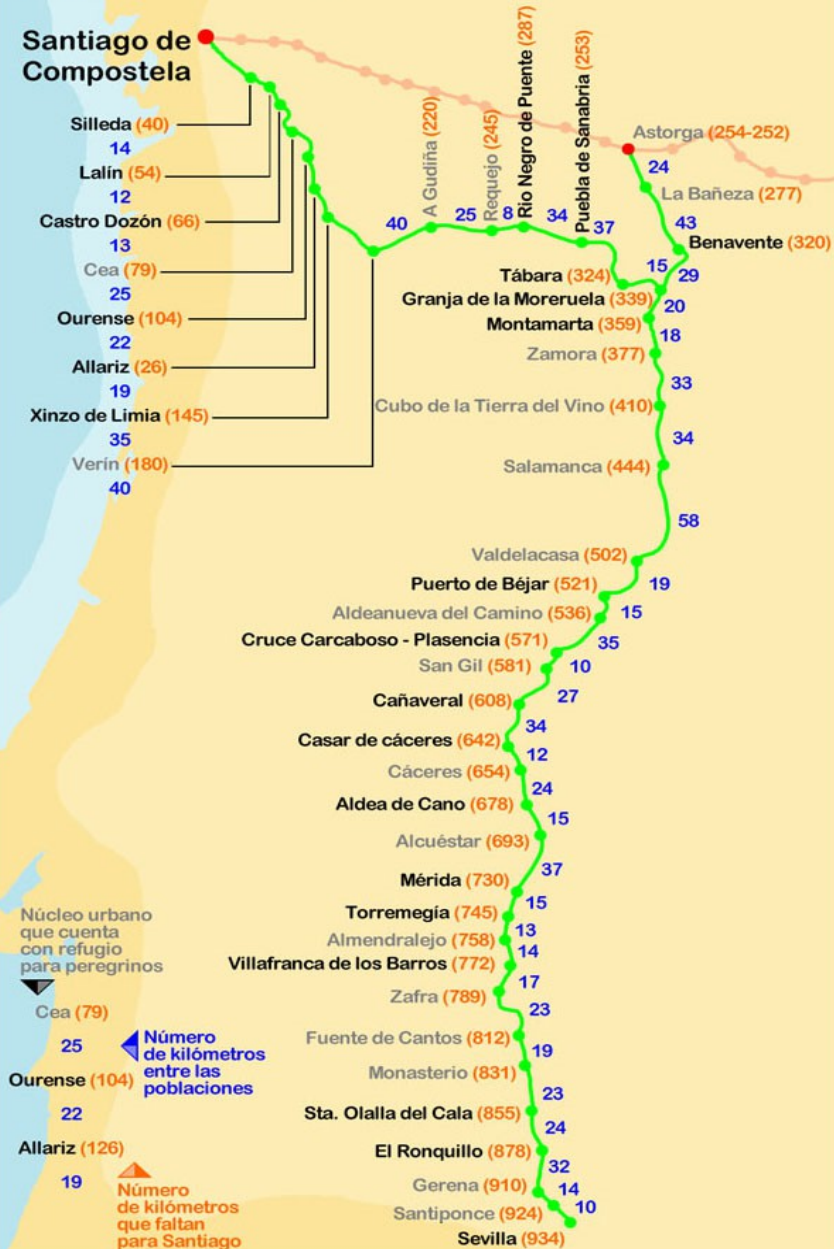 Santiago de
Compostela
Silleda (40)
14
Lalín (54)
12
Castro Dozón (66)
13
Cea (79)
25
Ourense (104)
22
Allariz (26)
19
Xinzo de Limia (145)
35
Verín (180)
40
40
A Gudiña (220)
25
Requejo (245)
8
Rio Negro de Puente (287)
34
Puebla de Sanabria (253)
37
Astorga (254-252)
24
La Bañeza (277)
43
Benavente (320)
29
Tábara (324)
15
Granja de la Moreruela (339)
20
Montamarta (359)
18
Zamora (377)
33
Cubo de la Tierra del Vino (410)
34
Salamanca (444)
58
Valdelacasa (502)
19
Puerto de Béjar (521)
15
Aldeanueva del Camino (536)
35
Cruce Carcaboso - Plasencia (571)
10
San Gil (581)
27
Cañaveral (608)
34
Casar de cáceres (642)
12
Cáceres (654)
24
Aldea de Cano (678)
15
Alcuéstar (693)
37
Mérida (730)
15
Torremegía (745)
13
Almendralejo (758)
14
Villafranca de los Barros (772)
17
Zafra (789)
23
Fuente de Cantos (812)
19
Monasterio (831)
23
Sta. Olalla del Cala (855)
24
El Ronquillo (878)
32
Gerena (910)
14
Santiponce (924)
10
Sevilla (934)
Núcleo urbano
que cuenta
con refugio
para peregrinos
Cea (79)
25
Ourense (104)
22
Allariz (126)
19
Número
de kilómetros
entre las
poblaciones
Número
de kilómetros
que faltan
para Santiago